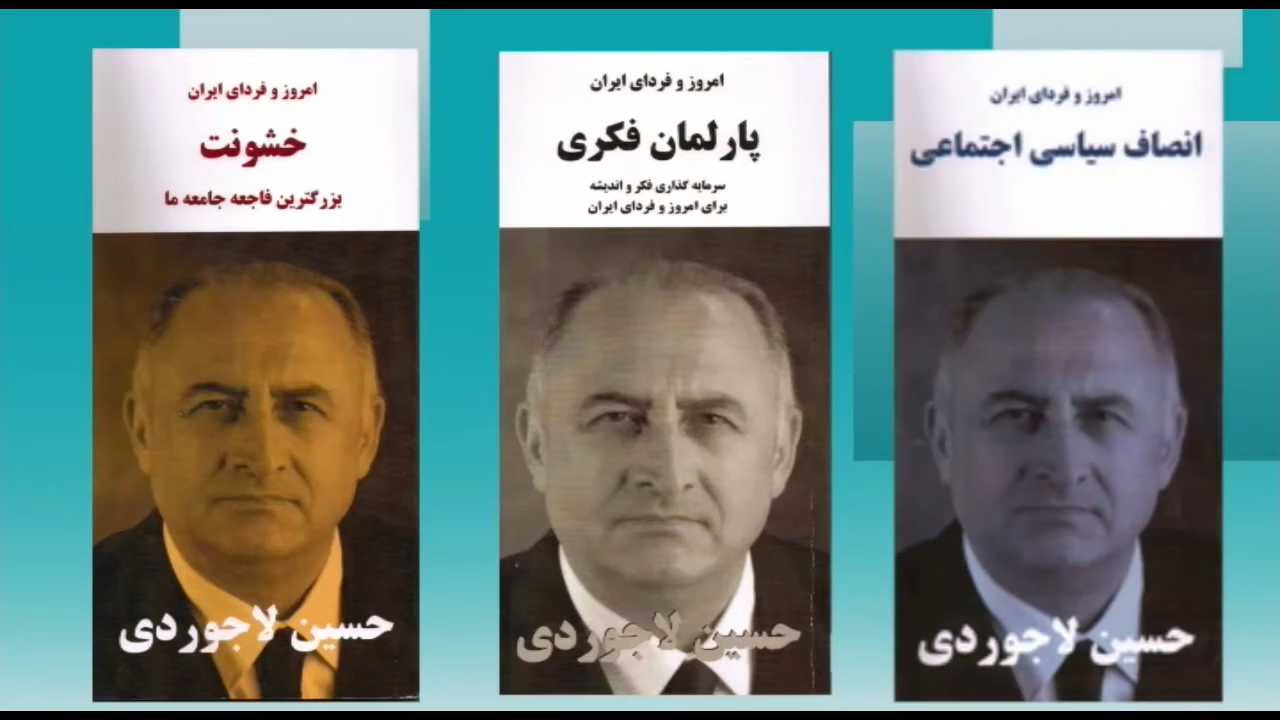 امروز و فردای ایران
خشونت
بزرگترین فاجعه جامعه ما
حسین لاجوردی
امروز و فردای ایران
پارلمان فکری
سرمایه گذاری فکر و اندیشه
برای امروز و فردای ایران
حسین لاجوردی
امروز و فردای ایران
انصاف سیاسی اجتماعی
حسین لاجوردی